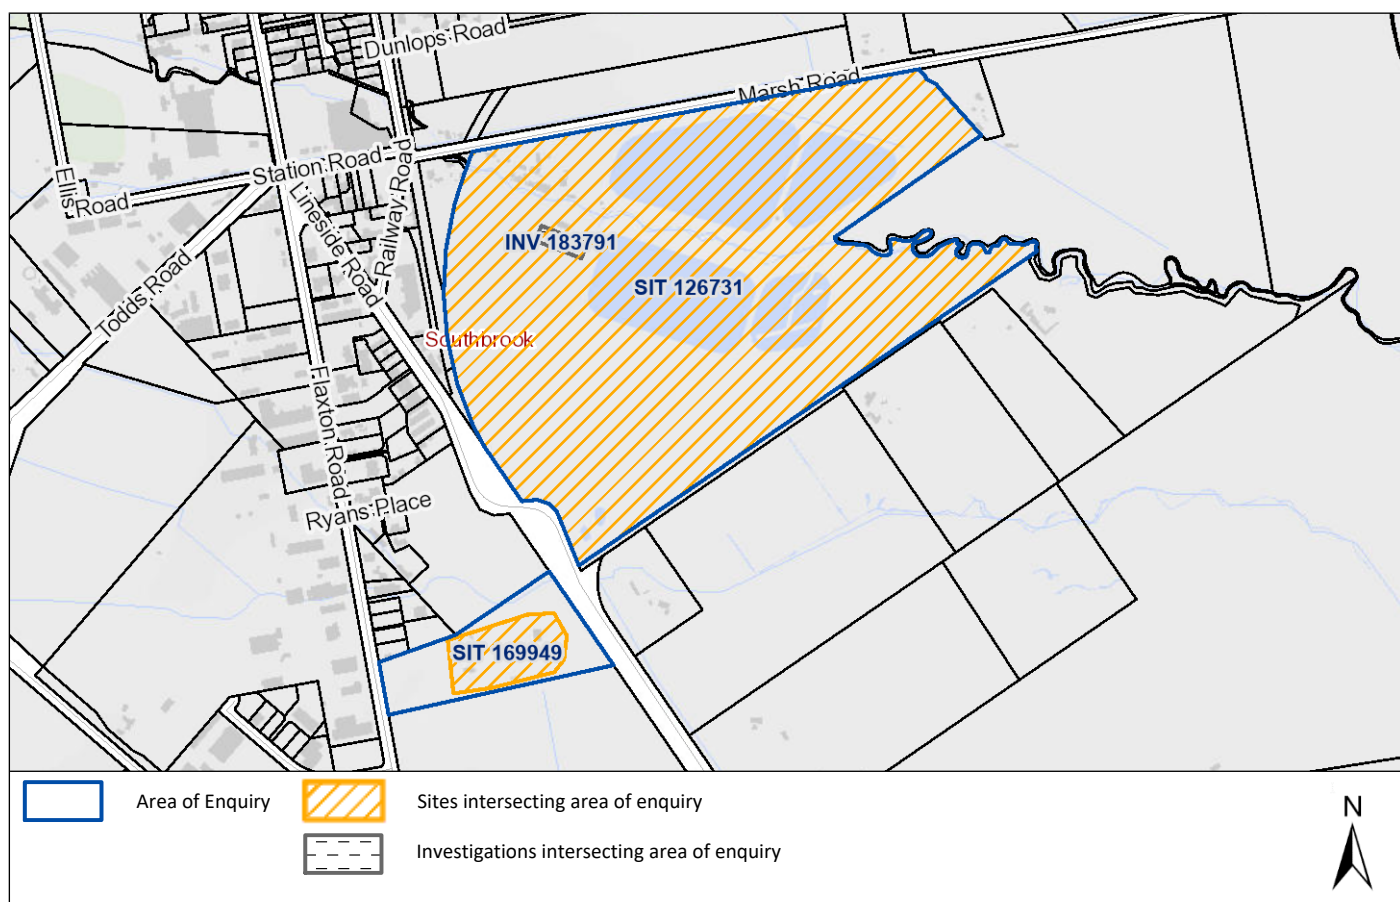 Dunlops Road
Marsh Road
Station Road
Ellis Road
Lineside Road
Railway Road
INV 183791
SIT 126731
Todds Road
Southbrook
Flaxton Road
Ryans Place
SIT 169949
Area of Enquiry
Sites intersecting area of enquiry
Investigations intersecting area of enquiry
N